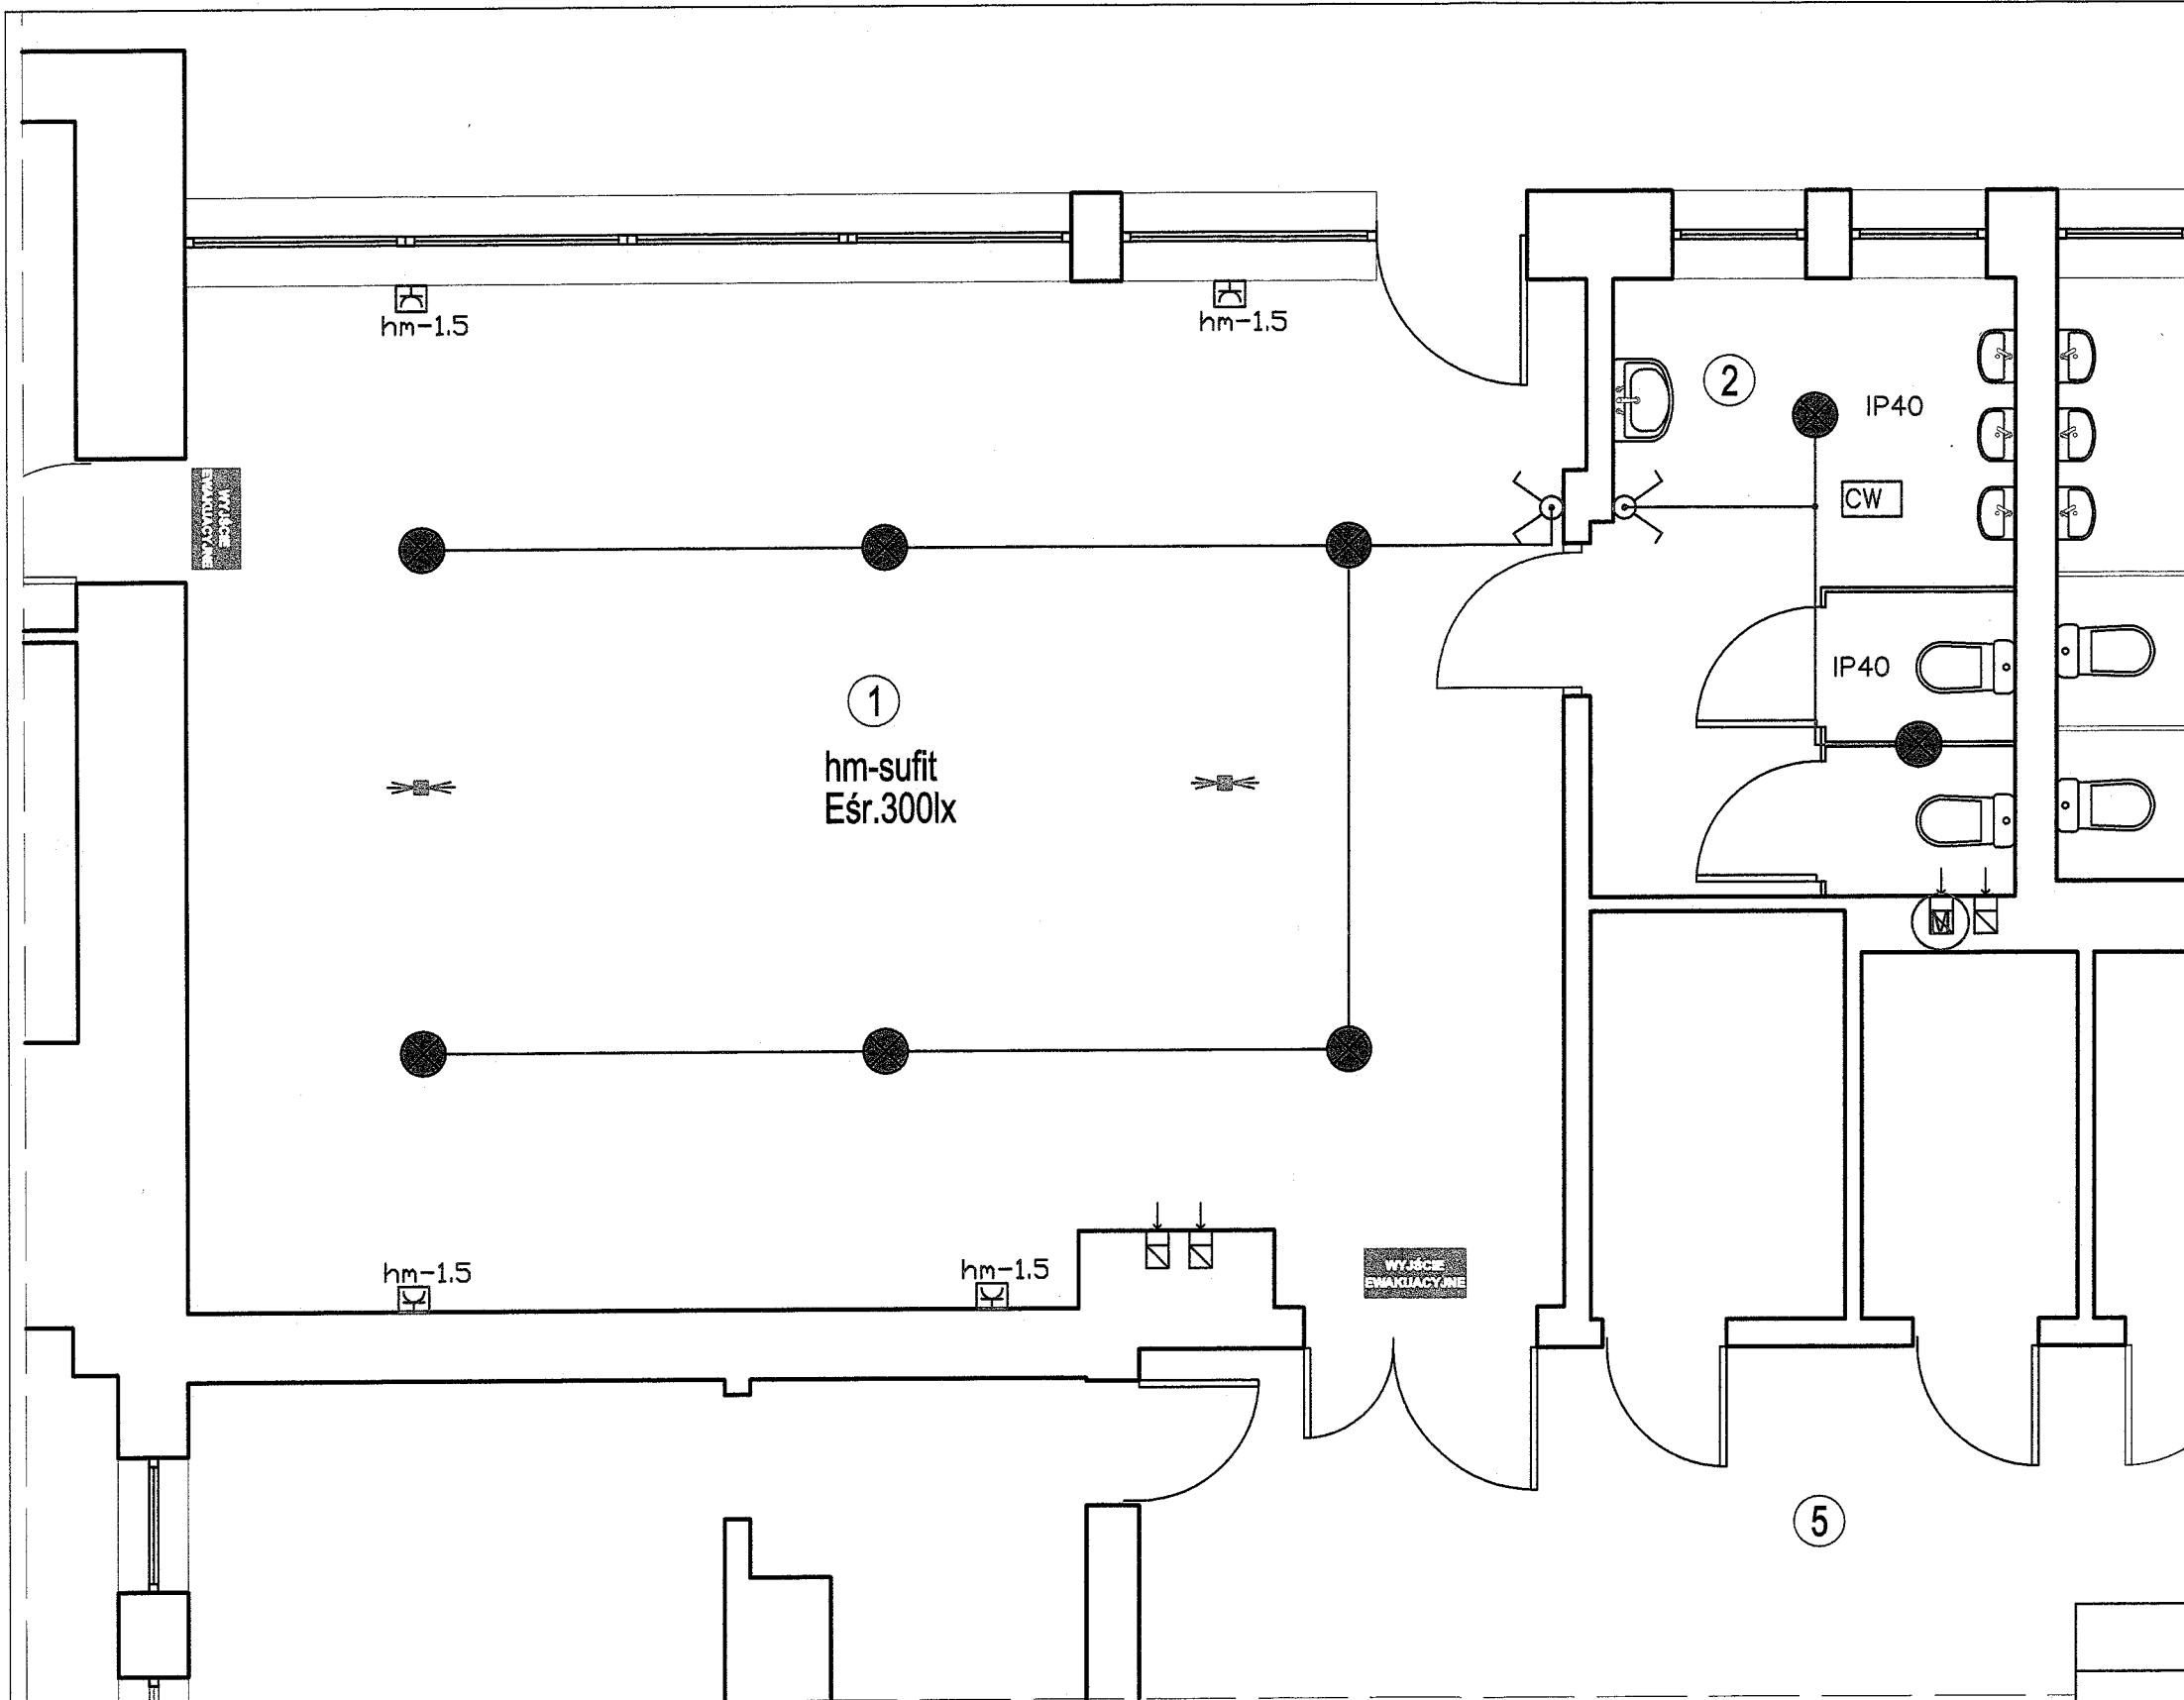 hm-1.5
hm-1.5
2
IP40
WYJŚCIE
EWAKUACYJNE
CW
IP40
1
hm-sufit
Eśr.300lx
hm-1.5
hm-1.5
WYJŚCIE
EWAKUACYJNE
5